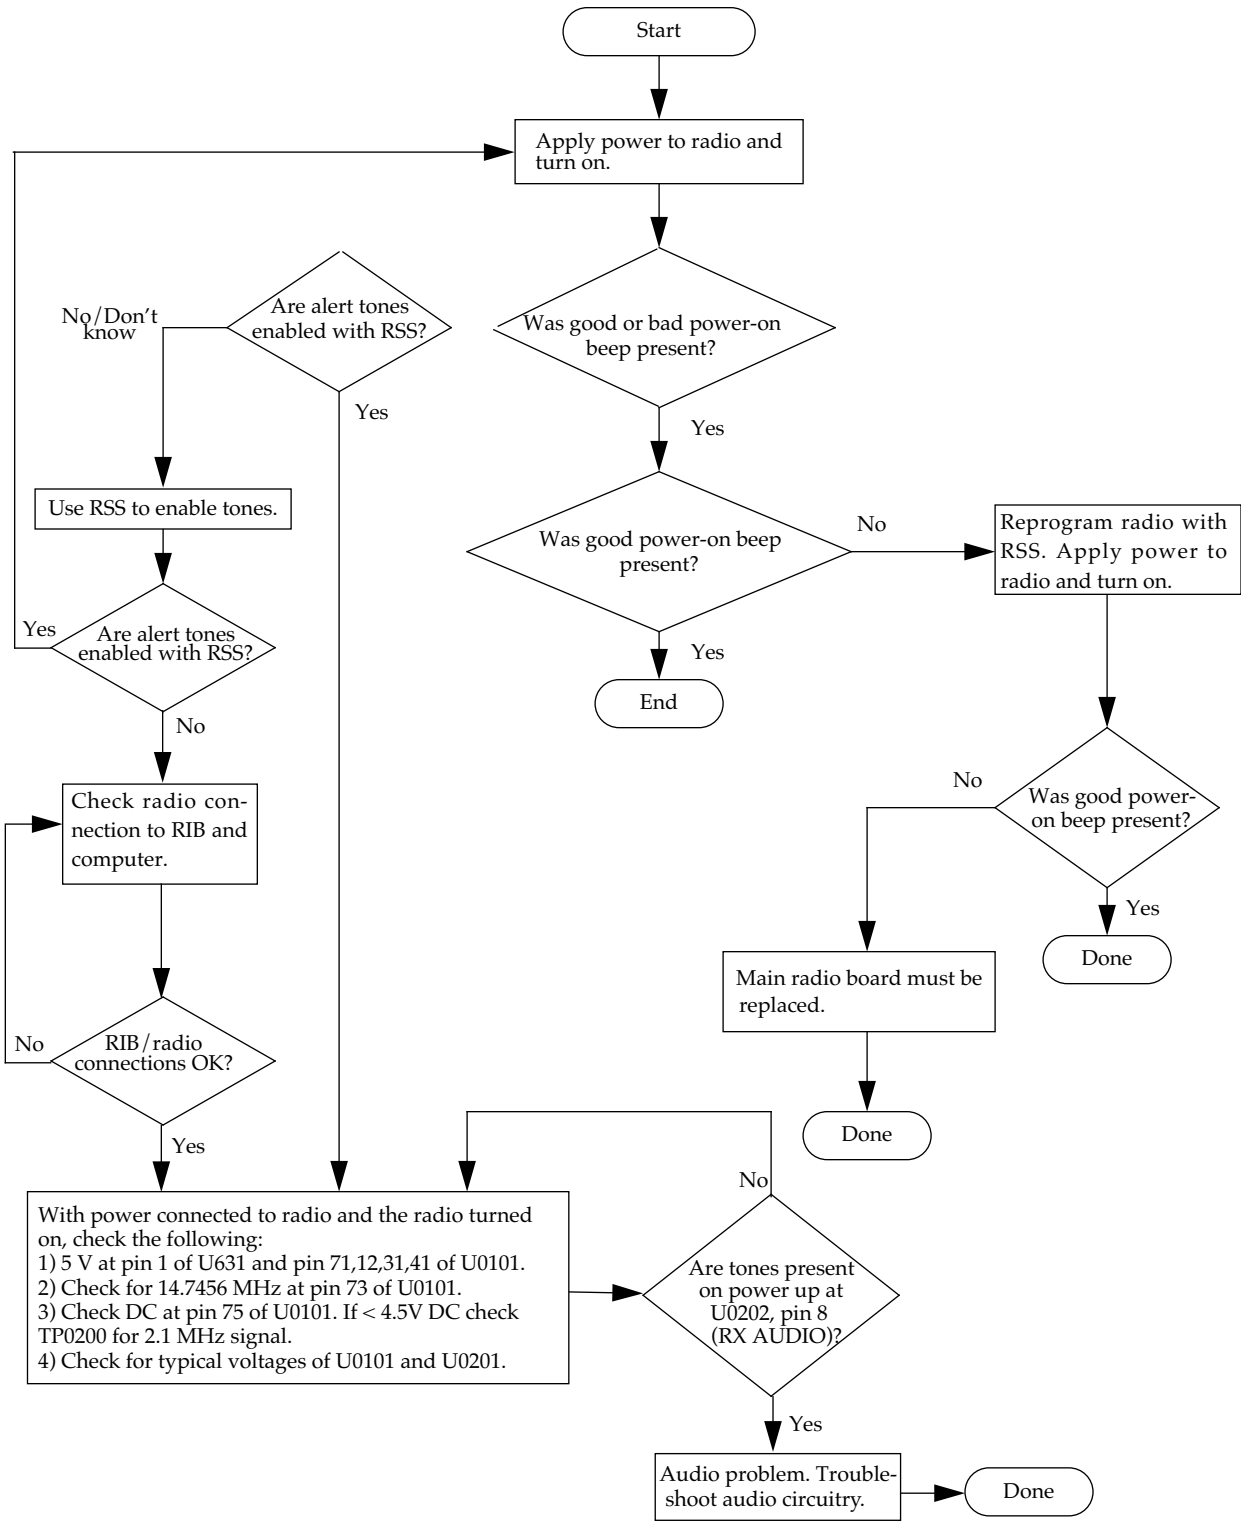 Start
Apply power to radio and
turn on.
Are alert tones
enabled with RSS?
No/Don't
know
Yes
Was good or bad power-on
beep present?
Yes
Use RSS to enable tones.
Was good power-on beep
present?
No
Yes
End
Reprogram radio with
RSS. Apply power to
radio and turn on.
Are alert tones
enabled with RSS?
Yes
No
Check radio con-
nection to RIB and
computer.
Was good power-
on beep present?
No
Yes
Done
Main radio board must be
replaced.
Done
RIB/radio
connections OK?
No
Yes
With power connected to radio and the radio turned
on, check the following:
1) 5 V at pin 1 of U631 and pin 71,12,31,41 of U0101.
2) Check for 14.7456 MHz at pin 73 of U0101.
3) Check DC at pin 75 of U0101. If < 4.5V DC check
TP0200 for 2.1 MHz signal.
4) Check for typical voltages of U0101 and U0201.
No
Are tones present
on power up at
U0202, pin 8
(RX AUDIO)?
Yes
Audio problem. Trouble-
shoot audio circuitry.
Done